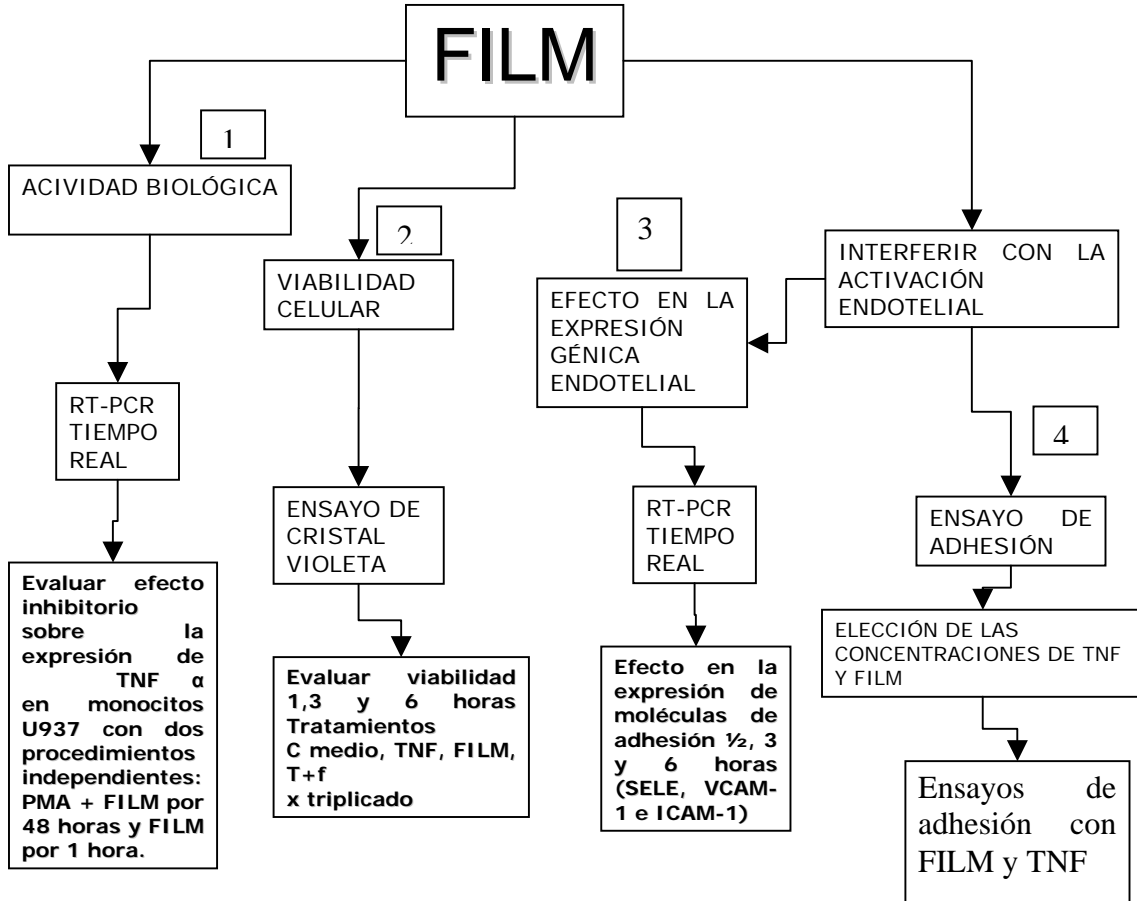 FILM
1
ACIVIDAD BIOLÓGICA
RT-PCR
TIEMPO
REAL
Evaluar efecto
inhibitorio
sobre la
expresión de
TNF α
en monocitos
U937 con dos
procedimientos
independientes:
PMA + FILM por
48 horas y FILM
por 1 hora.
2
VIABILIDAD
CELULAR
ENSAYO DE
CRISTAL
VIOLETA
Evaluar viabilidad
1,3 y 6 horas
Tratamientos
C medio, TNF, FILM,
T+f
x triplicado
3
EFECTO EN LA
EXPRESIÓN
GÉNICA
ENDOTELIAL
RT-PCR
TIEMPO
REAL
Efecto en la
expresión de
moléculas de
adhesión ½, 3
y 6 horas
(SELE, VCAM-
1 e ICAM-1)
INTERFERIR CON LA
ACTIVACIÓN
ENDOTELIAL
4
ENSAYO DE
ADHESIÓN
ELECCIÓN DE LAS
CONCENTRACIONES DE TNF
Y FILM
Ensayos de
adhesión con
FILM y TNF